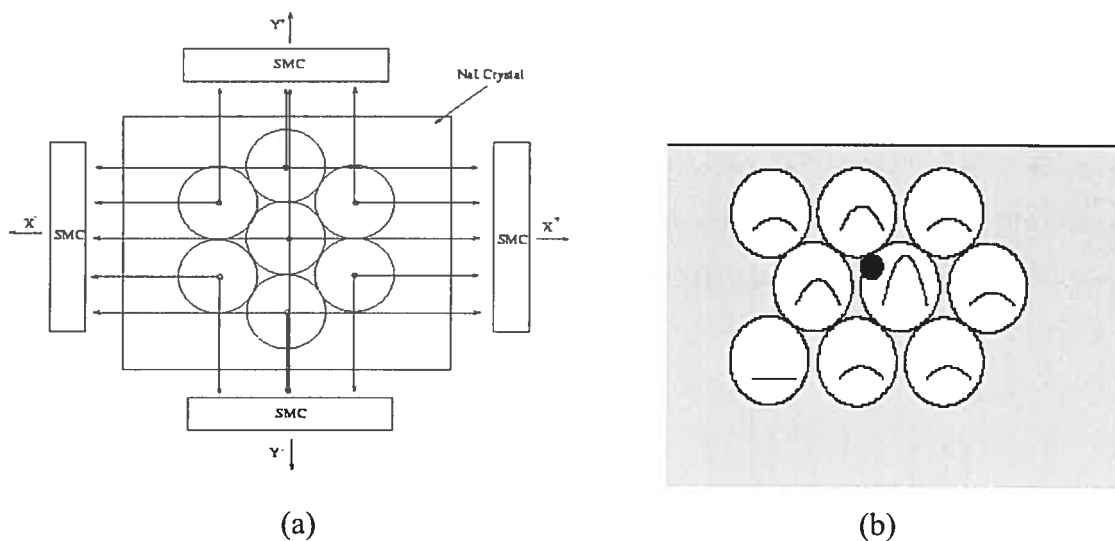 Y+
SMC
NaI Crystal
X-
SMC
SMC
X+
SMC
Y-
(a)
(b)